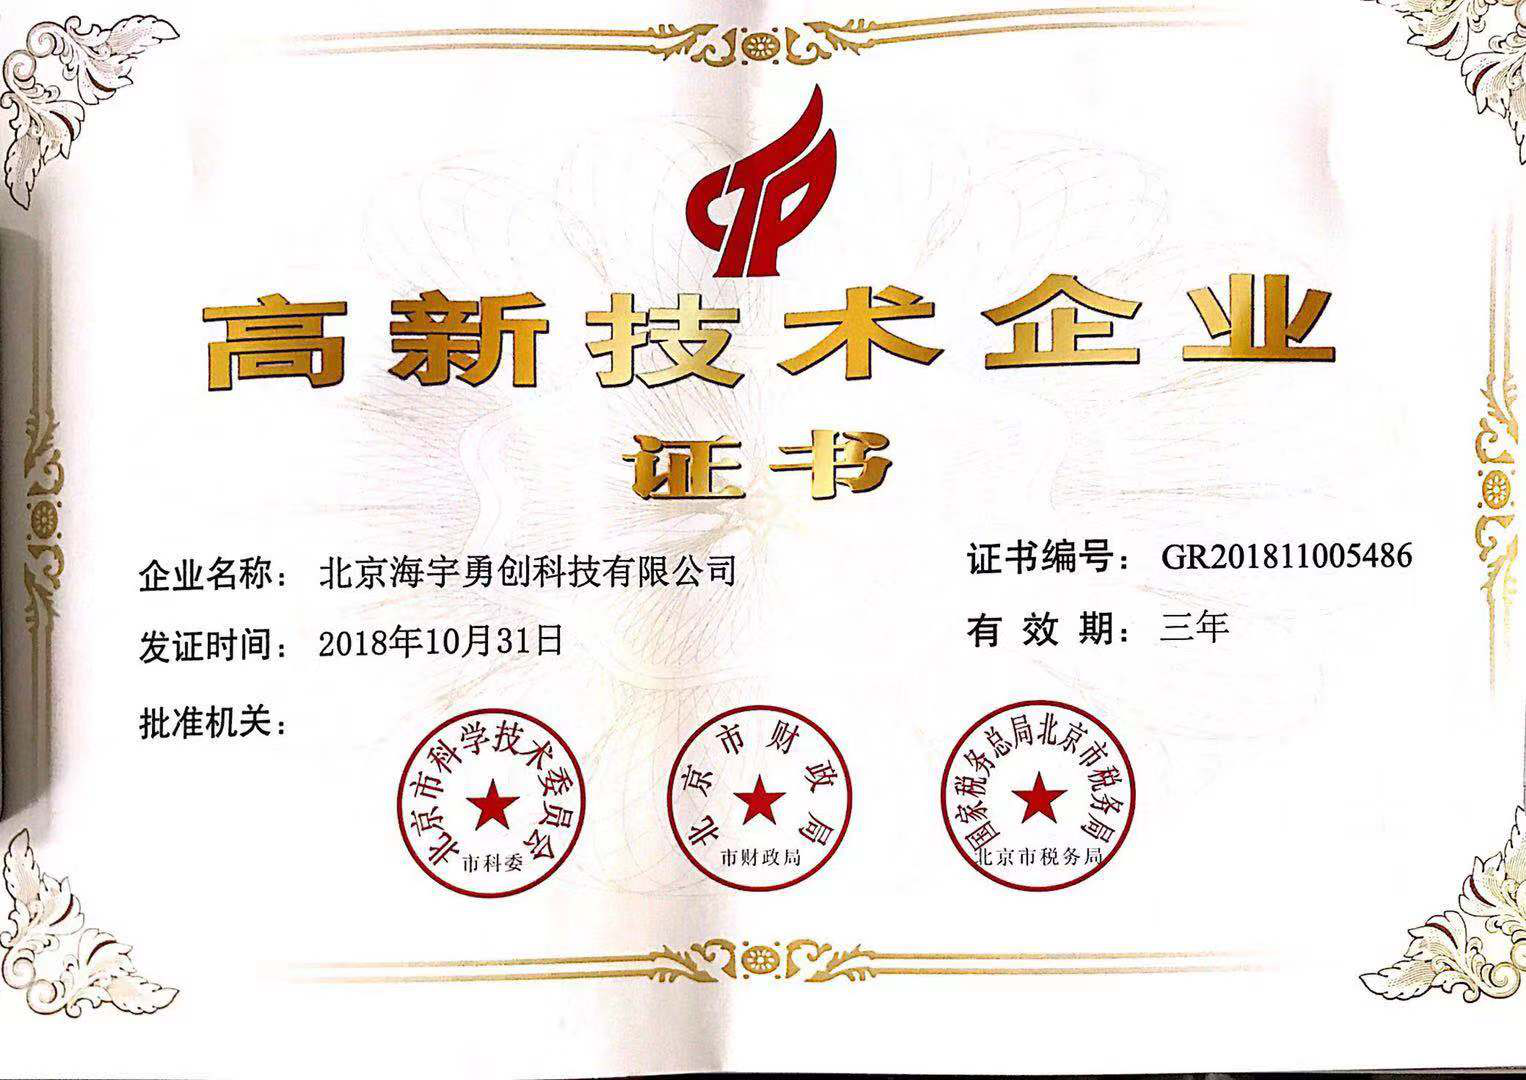 CTP
高新技术企业
证书
企业名称： 北京海宇勇创科技有限公司
证书编号： GR201811005486
发证时间： 2018年10月31日
有 效 期： 三年
批准机关：
北京市科学技术委员会
市科委
北京市财政局
市财政局
国家税务总局北京市税务局
北京市税务局